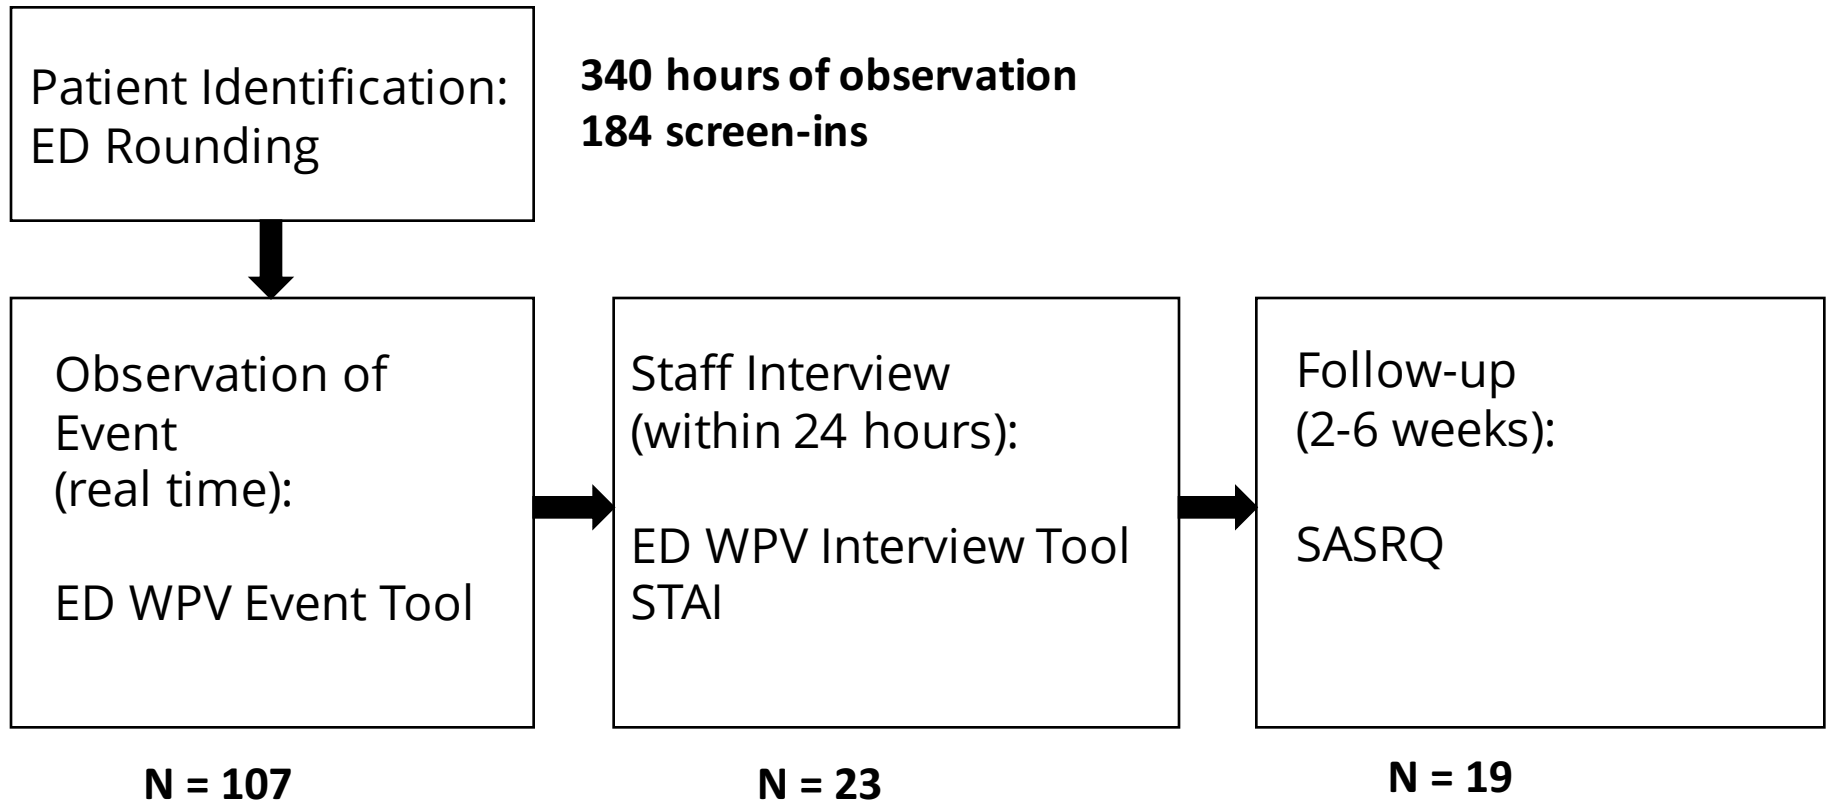 Patient Identification:
ED Rounding
340 hours of observation
184 screen-ins
Observation of
Event
(real time):
ED WPV Event Tool
Staff Interview
(within 24 hours):
ED WPV Interview Tool
STAI
Follow-up
(2-6 weeks):
SASRQ
N = 107
N = 23
N = 19